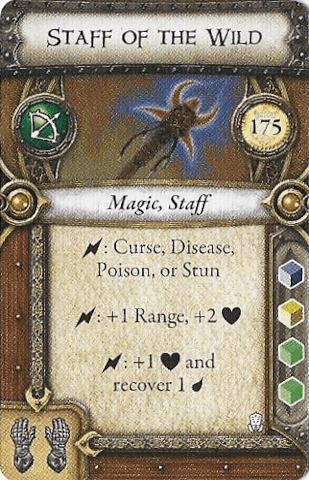 STAFF OF THE WILD
175
Magic, Staff
: Curse, Disease,
Poison, or Stun
: +1 Range, +2
: +1 and
recover 1